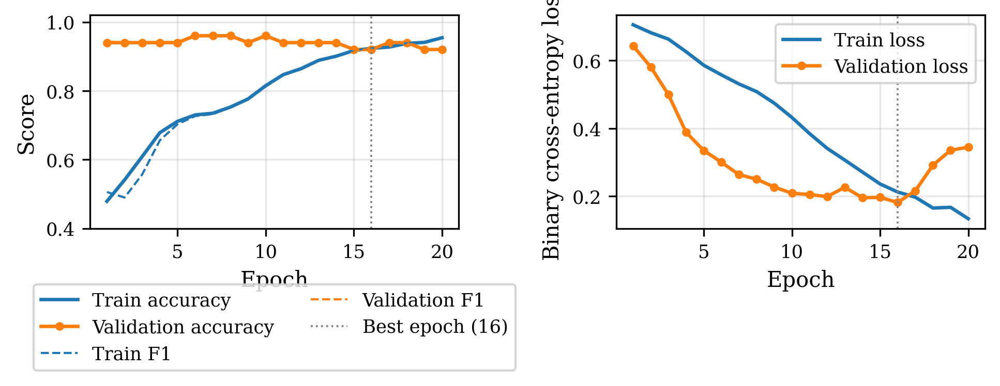 1.0
0.8
0.6
0.4
Score
5 10 15 20
Epoch
Train accuracy
Validation accuracy
Train F1
Validation F1
Best epoch (16)
Binary cross-entropy los
0.6
0.4
0.2
Train loss
Validation loss
5 10 15 20
Epoch